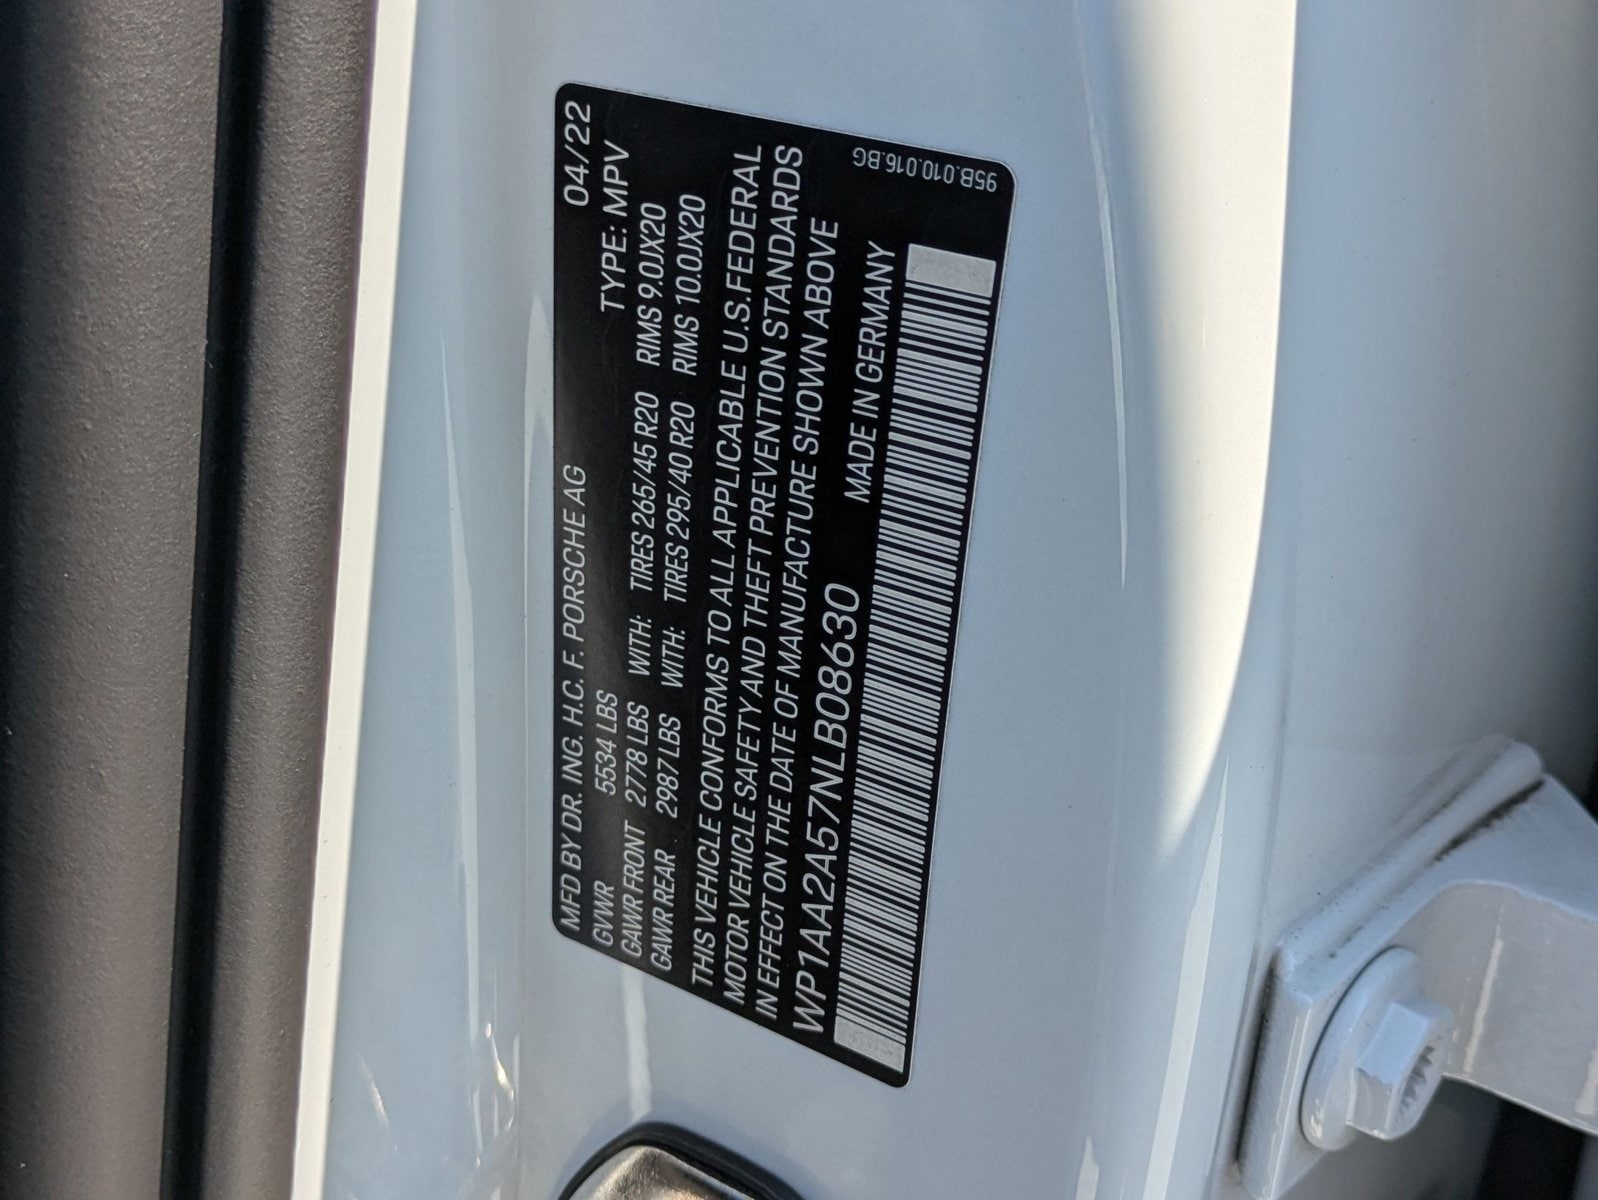 MFD BY DR. ING. H.C. F. PORSCHE AG 04/22
GVWR 5534 LBS TYPE: MPV
GAWR FRONT 2778 LBS WITH: TIRES 265/45 R20 RIMS 9.0JX20
GAWR REAR 2987 LBS WITH: TIRES 295/40 R20 RIMS 10.0JX20
THIS VEHICLE CONFORMS TO ALL APPLICABLE U.S.FEDERAL
MOTOR VEHICLE SAFETY AND THEFT PREVENTION STANDARDS
IN EFFECT ON THE DATE OF MANUFACTURE SHOWN ABOVE
WP1AA2A57NLB08630 MADE IN GERMANY
95B.010.016.BG